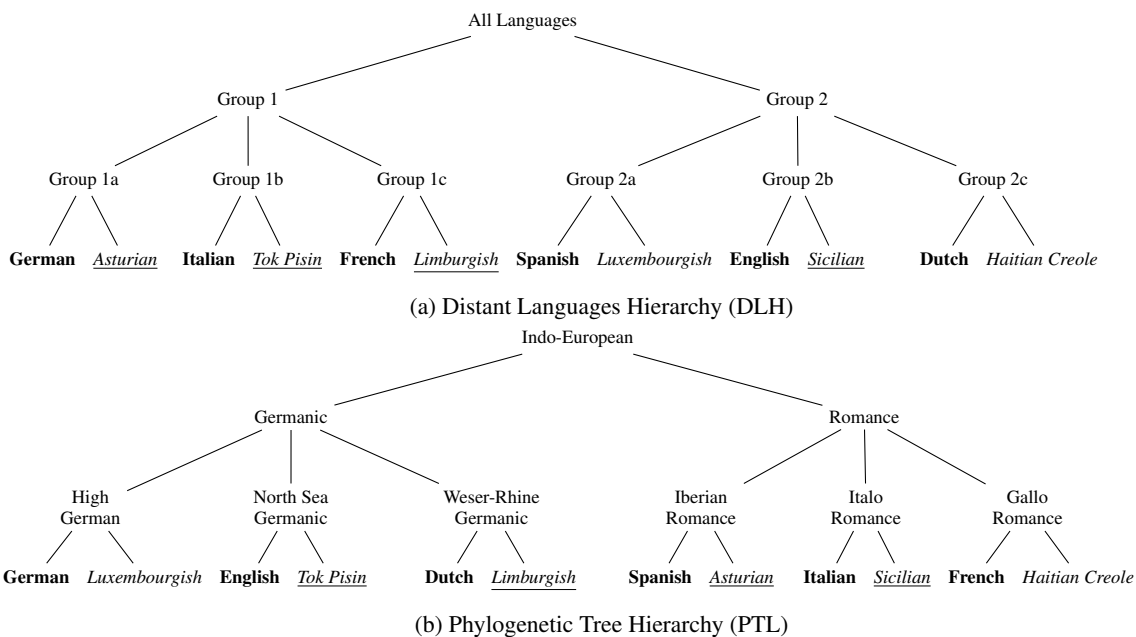 All Languages
Group 1 Group 2
Group 1a Group 1b Group 1c Group 2a Group 2b Group 2c
German Asturian Italian Tok Pisin French Limburgish Spanish Luxembourgish English Sicilian Dutch Haitian Creole
(a) Distant Languages Hierarchy (DLH)
Indo-European
Germanic Romance
High North Sea Weser-Rhine Iberian Italo Gallo
German Germanic Germanic Romance Romance Romance
German Luxembourgish English Tok Pisin Dutch Limburgish Spanish Asturian Italian Sicilian French Haitian Creole
(b) Phylogenetic Tree Hierarchy (PTL)